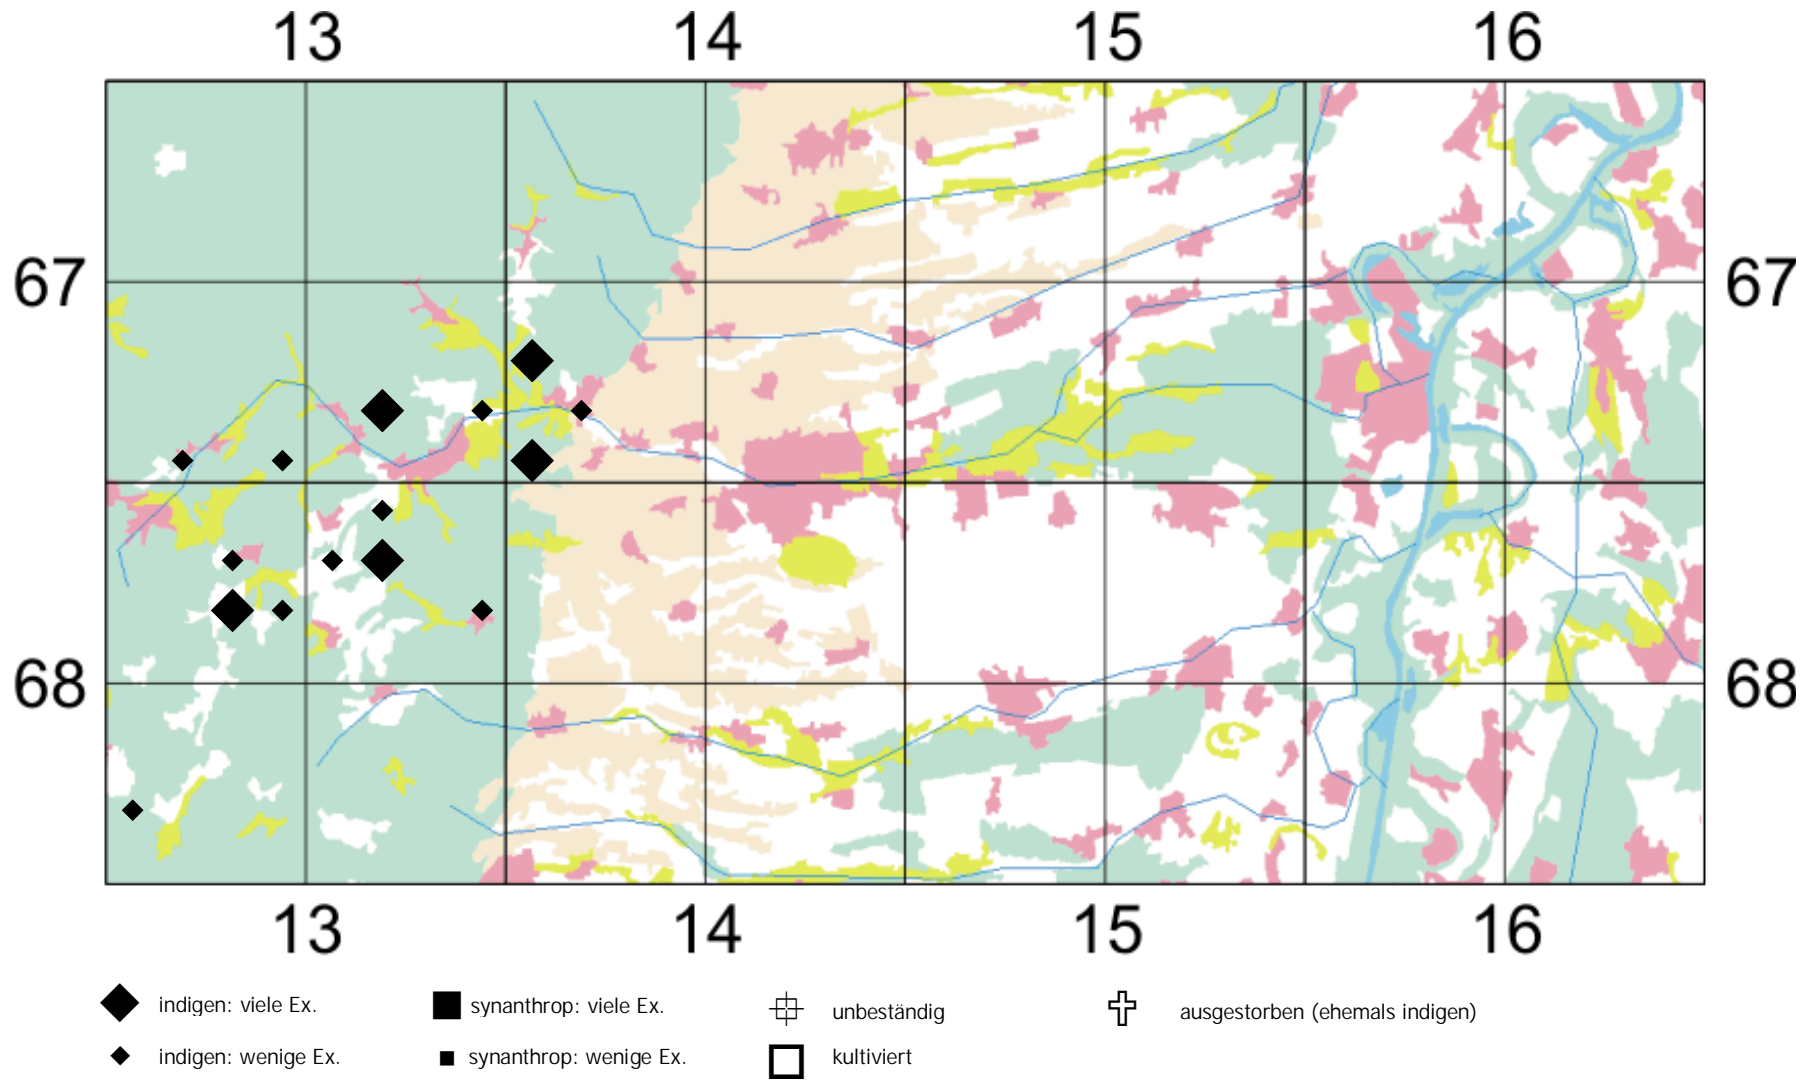 13 14 15 16
67 67
68 68
13 14 15 16
indigen: viele Ex. synanthrop: viele Ex. unbeständig ausgestorben (ehemals indigen)
indigen: wenige Ex. synanthrop: wenige Ex. kultiviert